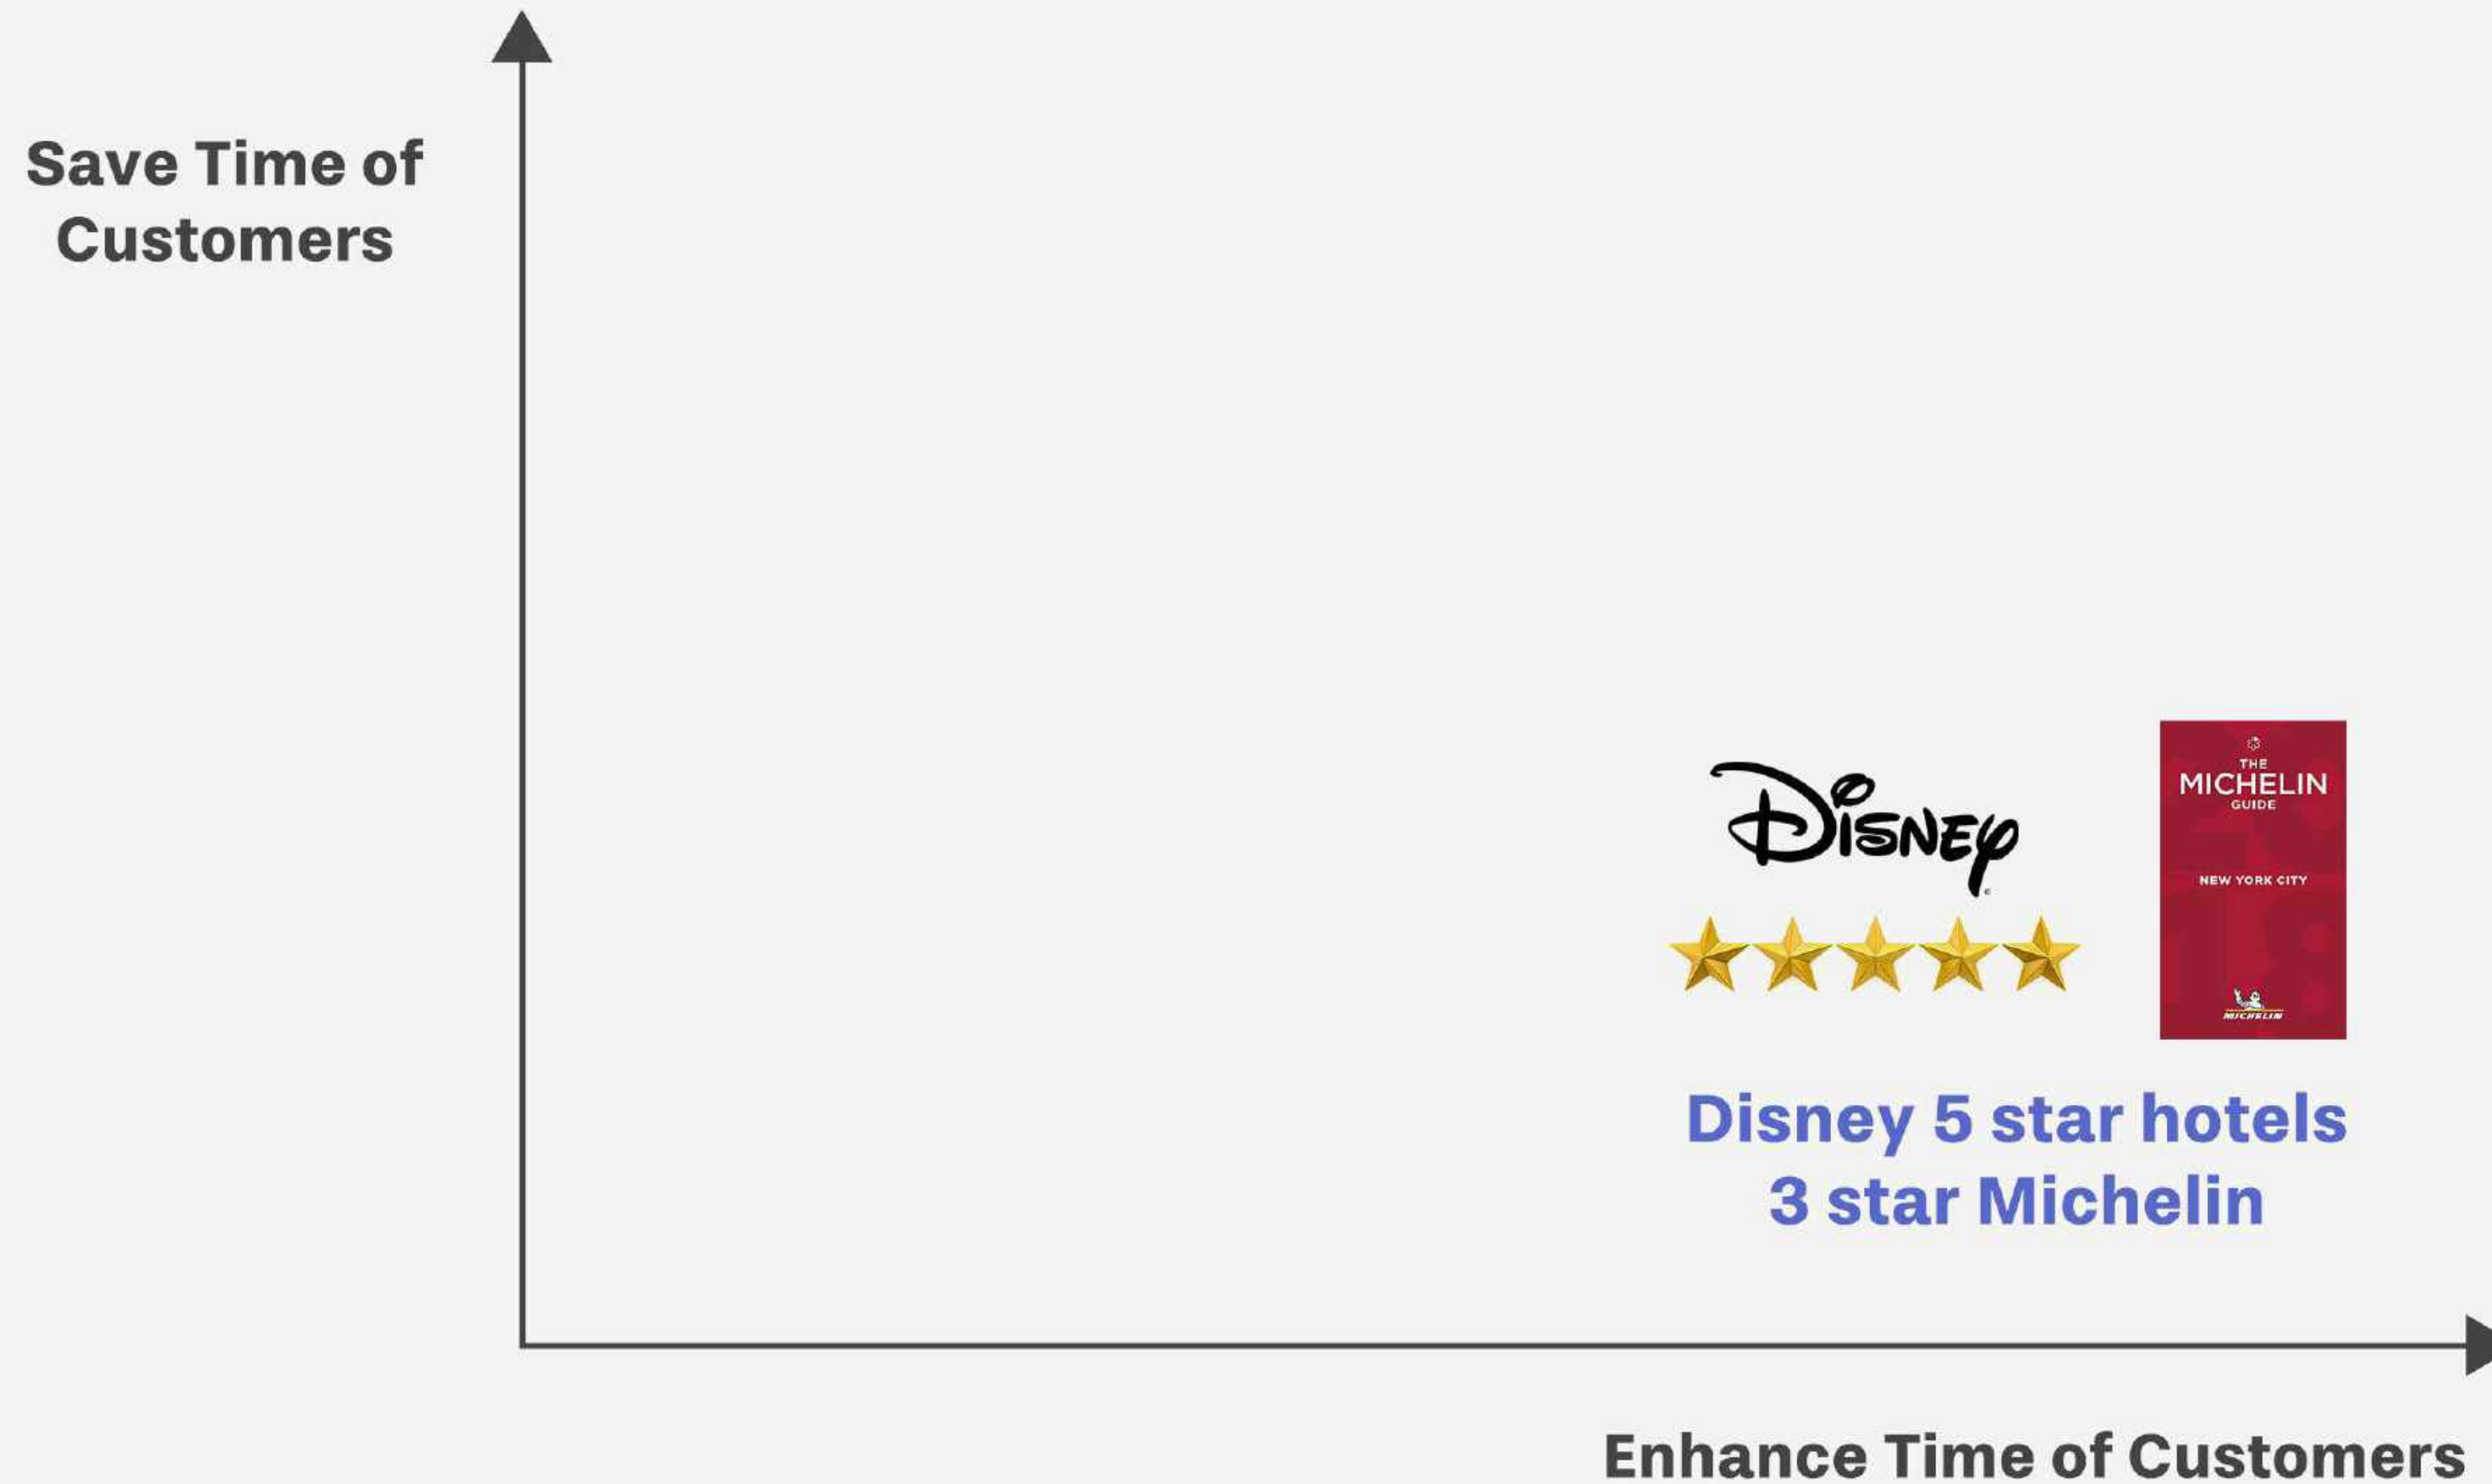 Save Time of
Customers
Disney
THE
MICHELIN
GUIDE
NEW YORK CITY
MICHELIN
Disney 5 star hotels
3 star Michelin
Enhance Time of Customers